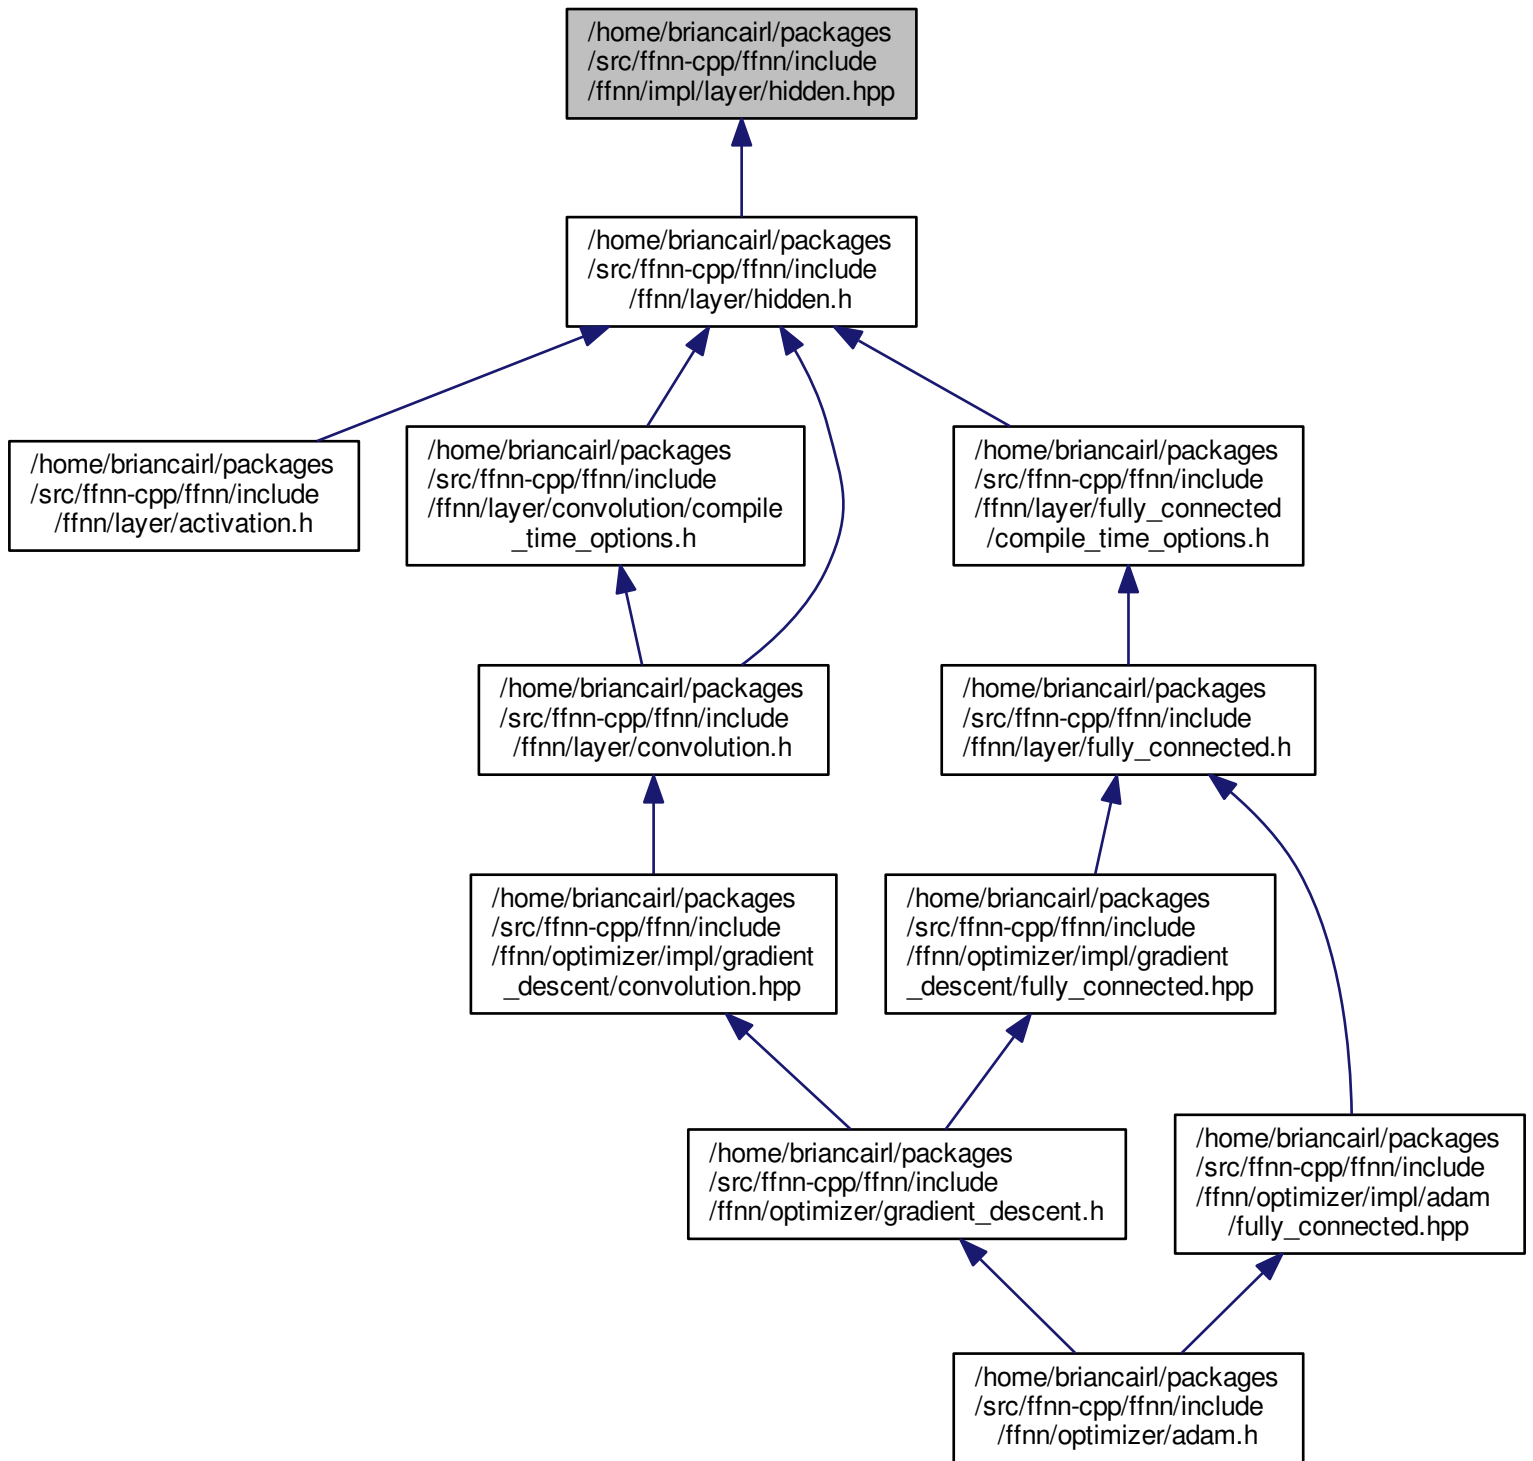 /home/briancairl/packages
/src/ffnn-cpp/ffnn/include
/ffnn/impl/layer/hidden.hpp
/home/briancairl/packages
/src/ffnn-cpp/ffnn/include
/ffnn/layer/hidden.h
/home/briancairl/packages
/src/ffnn-cpp/ffnn/include
/ffnn/layer/activation.h
/home/briancairl/packages
/src/ffnn-cpp/ffnn/include
/ffnn/layer/convolution/compile
_time_options.h
/home/briancairl/packages
/src/ffnn-cpp/ffnn/include
/ffnn/layer/fully_connected
/compile_time_options.h
/home/briancairl/packages
/src/ffnn-cpp/ffnn/include
/ffnn/layer/convolution.h
/home/briancairl/packages
/src/ffnn-cpp/ffnn/include
/ffnn/layer/fully_connected.h
/home/briancairl/packages
/src/ffnn-cpp/ffnn/include
/ffnn/optimizer/impl/gradient
_descent/convolution.hpp
/home/briancairl/packages
/src/ffnn-cpp/ffnn/include
/ffnn/optimizer/impl/gradient
_descent/fully_connected.hpp
/home/briancairl/packages
/src/ffnn-cpp/ffnn/include
/ffnn/optimizer/gradient_descent.h
/home/briancairl/packages
/src/ffnn-cpp/ffnn/include
/ffnn/optimizer/impl/adam
/fully_connected.hpp
/home/briancairl/packages
/src/ffnn-cpp/ffnn/include
/ffnn/optimizer/adam.h